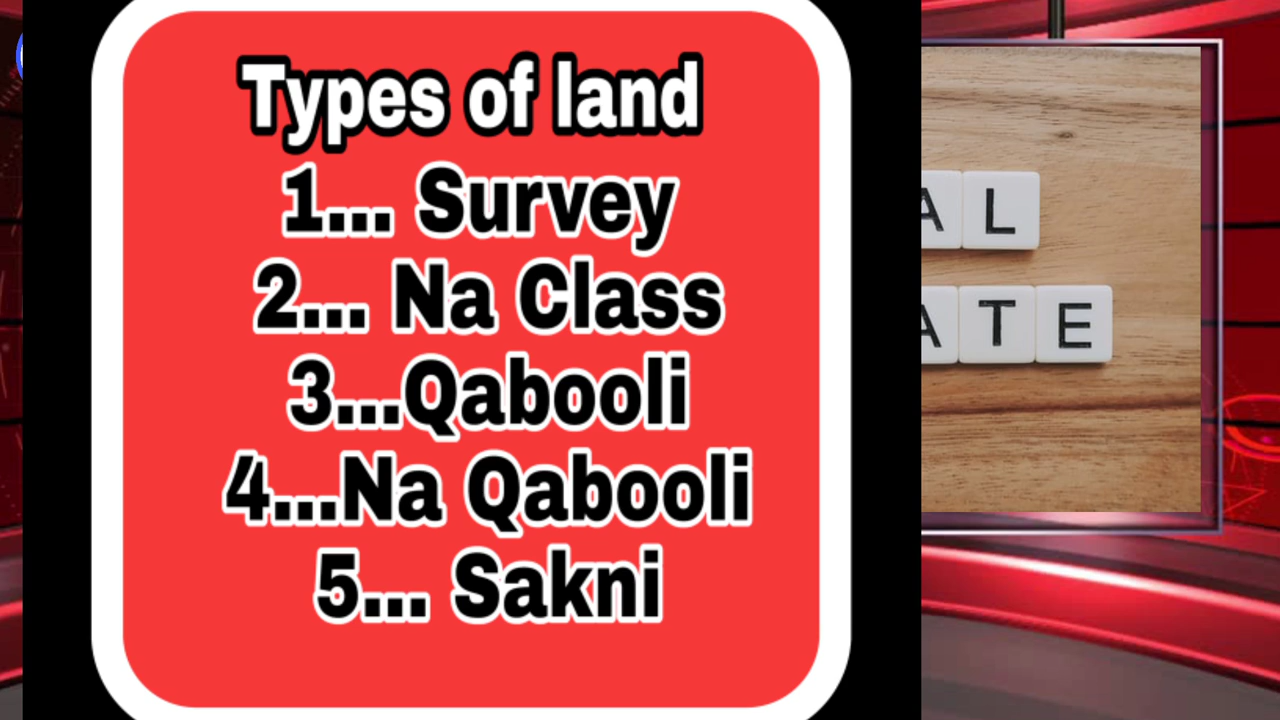 Types of land
1... Survey
2... Na Class
3...Qabooli
4...Na Qabooli
5... Sakni
AL
ATE